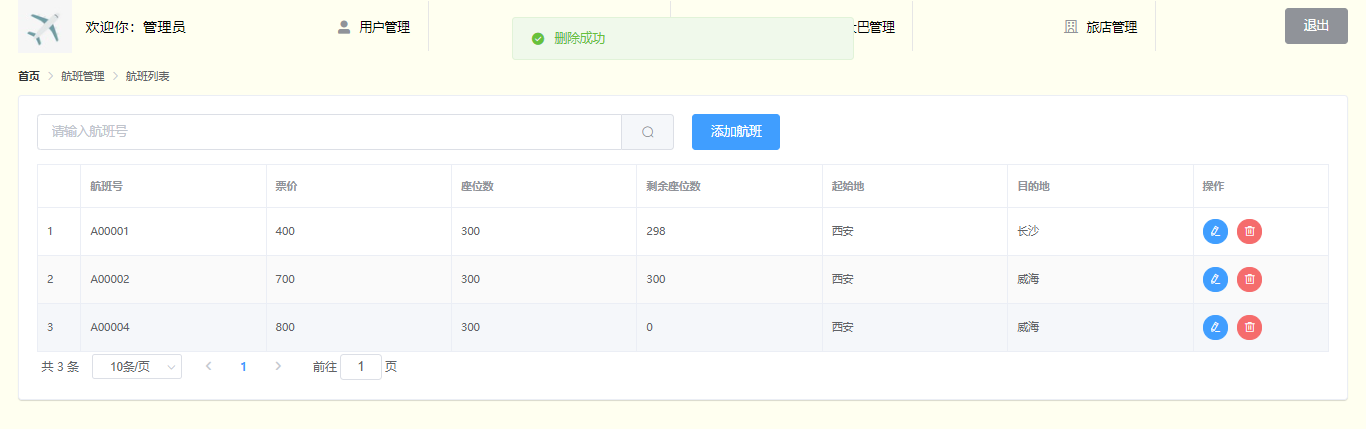 欢迎你：管理员
用户管理
删除成功
巴管理
旅店管理
退出
首页 > 航班管理 > 航班列表
请输入航班号
添加航班
航班号 票价 座位数 剩余座位数 起始地 目的地 操作
1 A00001 400 300 298 西安 长沙
2 A00002 700 300 300 西安 威海
3 A00004 800 300 0 西安 威海
共 3 条 10条/页 < 1 > 前往 1 页